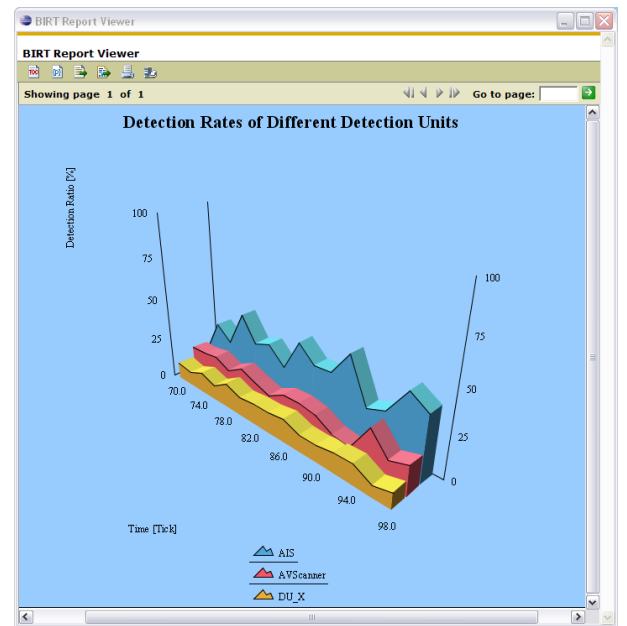 BIRT Report Viewer
BIRT Report Viewer
TOC
Showing page 1 of 1
Go to page:
Detection Rates of Different Detection Units
Detection Ratio [%]
100
75
50
25
0
100
75
50
25
0
70.0
74.0
78.0
82.0
86.0
90.0
94.0
98.0
Time [Tick]
AIS
AVScanner
DU_X